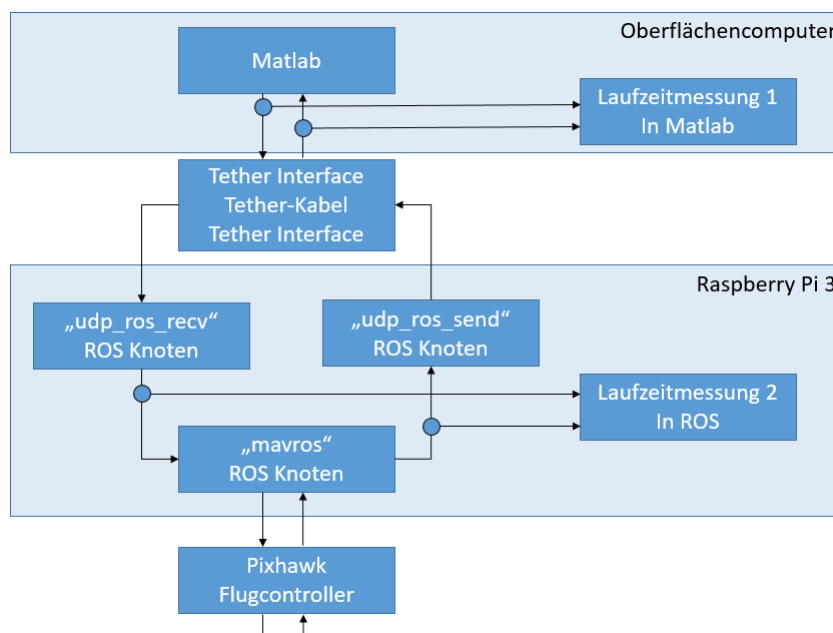 Oberflächencomputer
Matlab
Laufzeitmessung 1
In Matlab
Tether Interface
Tether-Kabel
Tether Interface
Raspberry Pi 3
„udp_ros_recv“
ROS Knoten
„udp_ros_send“
ROS Knoten
Laufzeitmessung 2
In ROS
„mavros“
ROS Knoten
Pixhawk
Flugcontroller